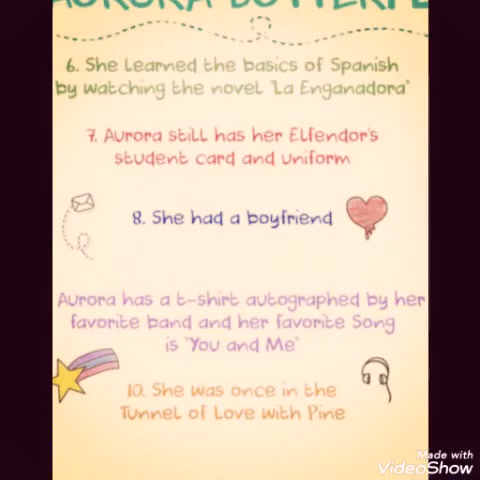 AURORA BUTTERFL
6. She learned the basics of Spanish
by watching the novel "La Enganadora"
7. Aurora still has her Elfendor's
student card and uniform
8. She had a boyfriend
Aurora has a t-shirt autographed by her
favorite band and her favorite Song
is "You and Me"
10. She was once in the
Tunnel of Love with Pine
Made with
VideoShow